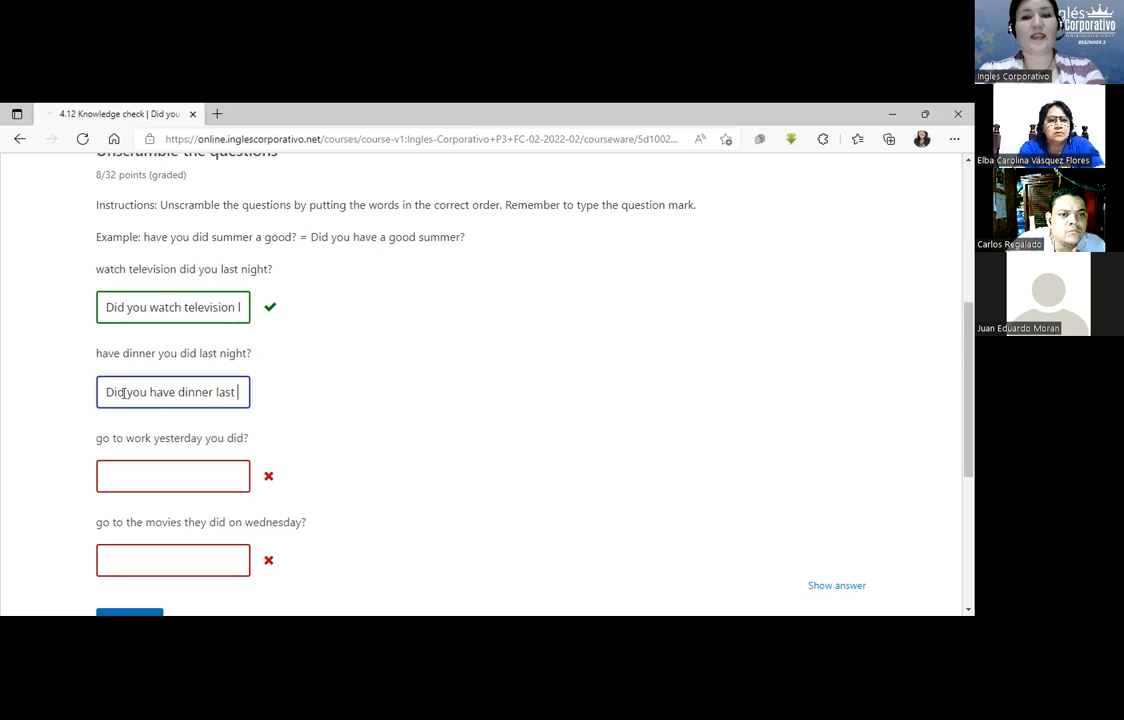 glés
Corporativo
BEGINNER 3
Ingles Corporativo
4.12 Knowledge check | Did you
https://online.inglescorporativo.net/courses/course-v1:Ingles-Corporativo+P3+FC-02-2022-02/courseware/5d1002...
Unscramble the questions
8/32 points (graded)
Instructions: Unscramble the questions by putting the words in the correct order. Remember to type the question mark.
Example: have you did summer a good? = Did you have a good summer?
watch television did you last night?
Did you watch television l
have dinner you did last night?
Did you have dinner last
go to work yesterday you did?
go to the movies they did on wednesday?
Show answer
Elba Carolina Vásquez Flores
Carlos Regalado
Juan Eduardo Moran